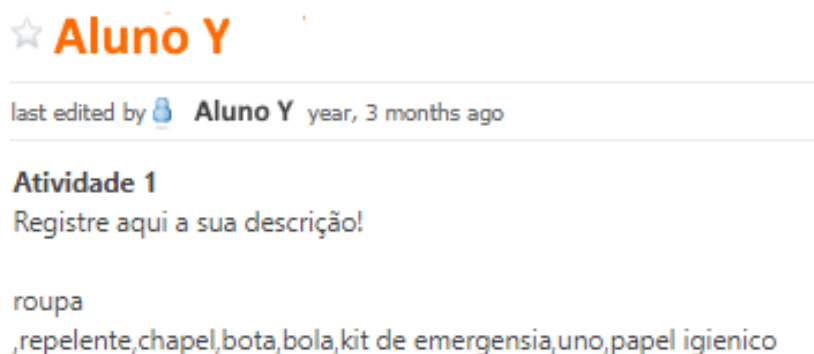 Aluno Y
last edited by Aluno Y year, 3 months ago
Atividade 1
Registre aqui a sua descrição!
roupa
,repelente,chapel,bota,bola,kit de emergensia,uno,papel igienico